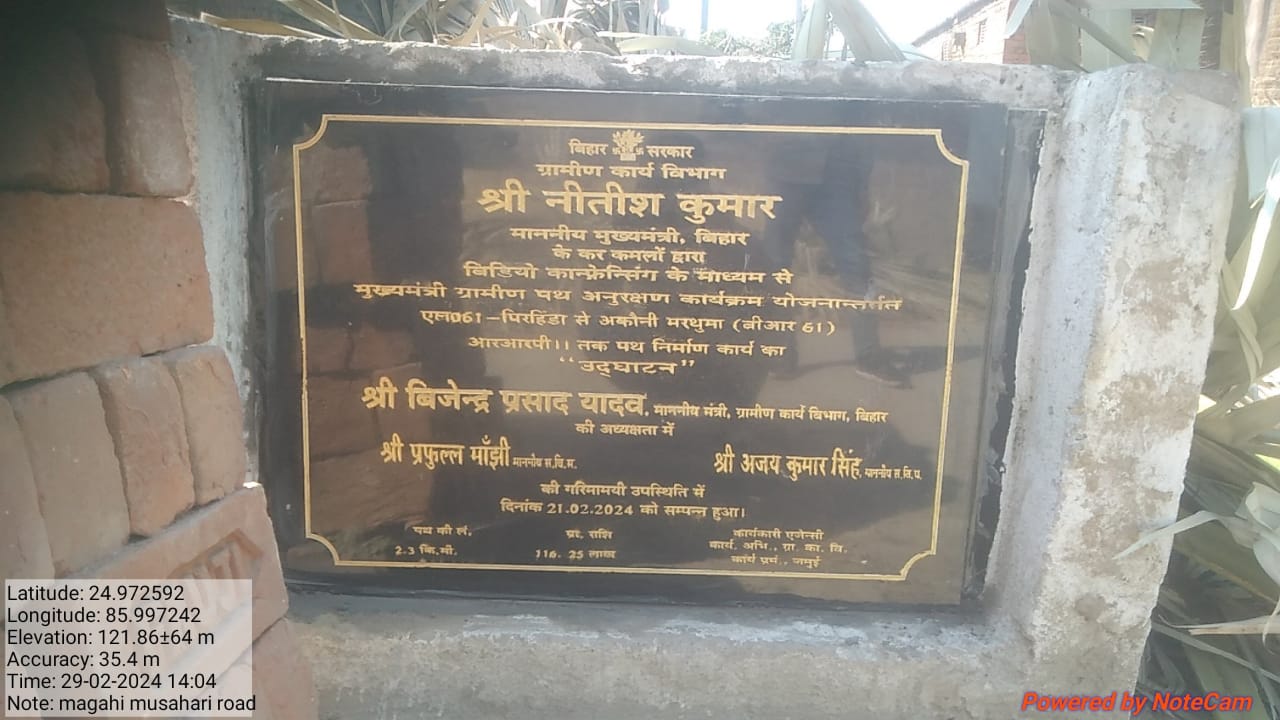 बिहार सरकार
ग्रामीण कार्य विभाग
श्री नीतीश कुमार
माननीय मुख्यमंत्री, बिहार
के कर कमलों द्वारा
विडियो कान्फ्रेन्सिंग के माध्यम से
मुख्यमंत्री ग्रामीण पथ अनुरक्षण कार्यक्रम योजनान्तर्गत
एल061-पिरहिंडा से अकौनी मरथुमा (वीआर 61)
आरआरपी।। तक पथ निर्माण कार्य का
“उद्घाटन”
श्री बिजेन्द्र प्रसाद यादव, माननीय मंत्री, ग्रामीण कार्य विभाग, बिहार
की अध्यक्षता में
श्री प्रफुल्ल माँझी माननीय स.वि.स. श्री अजय कुमार सिंह, माननीय स.वि.प.
की गरिमामयी उपस्थिति में
दिनांक 21.02.2024 को सम्पन्न हुआ।
पथ की लं. प्र. राशि कार्यकारी एजेन्सी
2.3 कि.मी. 116.25 लाख कार्य. अभि., ग्रा. का. वि.
कार्य प्रमं., जमुई
Latitude: 24.972592
Longitude: 85.997242
Elevation: 121.86±64 m
Accuracy: 35.4 m
Time: 29-02-2024 14:04
Note: magahi musahari road
Powered by NoteCam